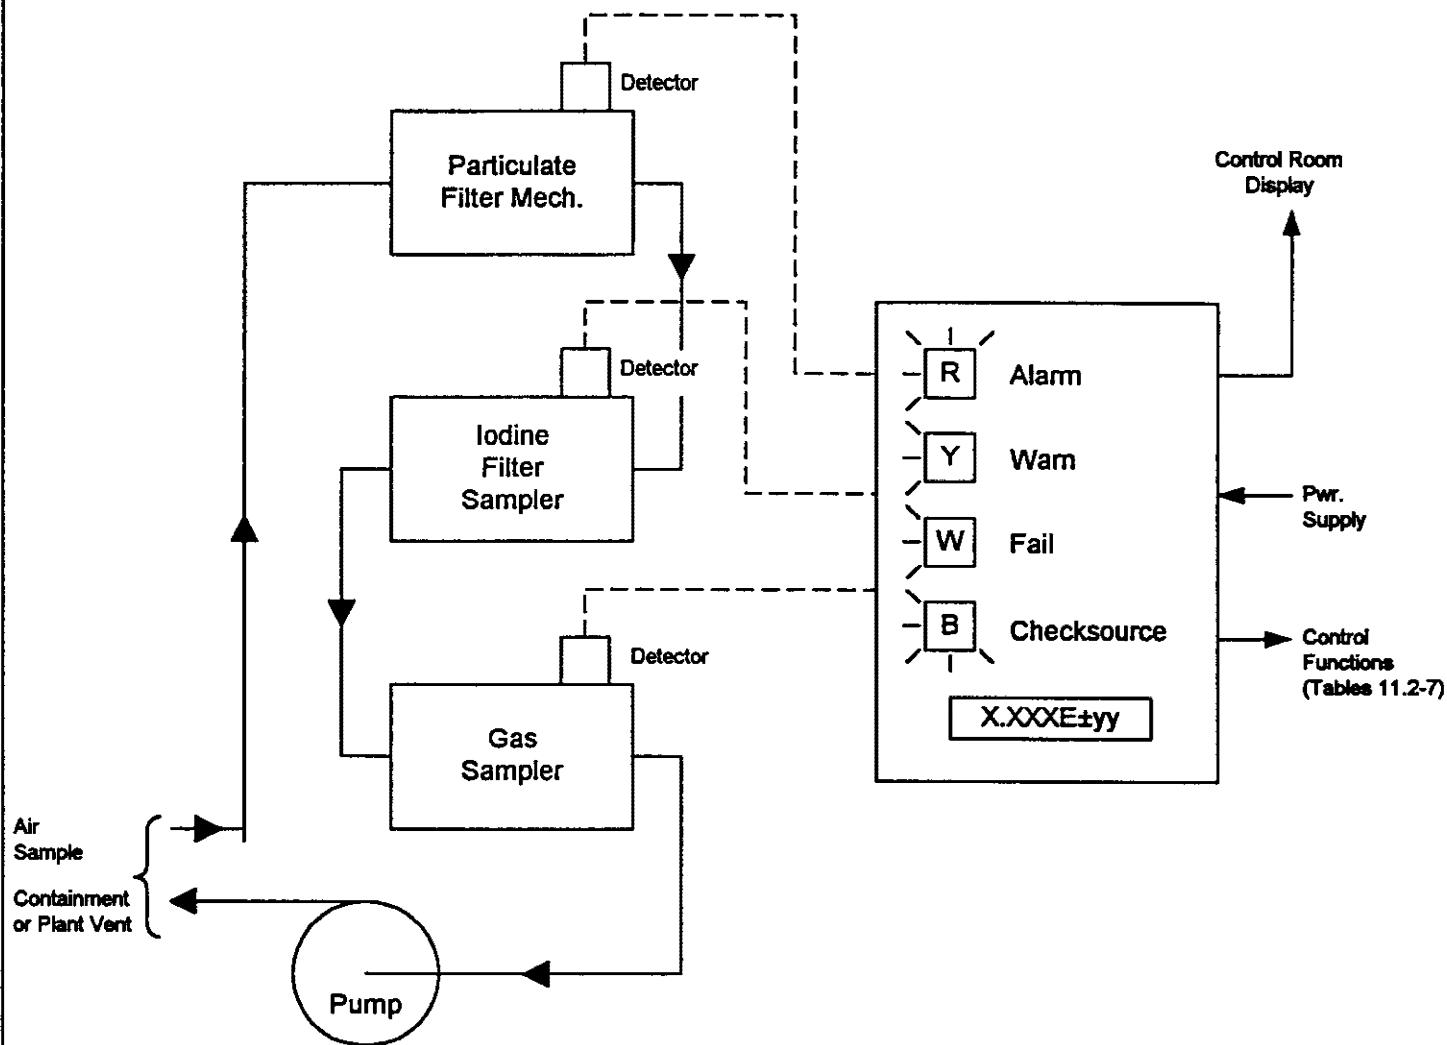 Detector
Particulate
Filter Mech.
Detector
Iodine
Filter
Sampler
Detector
Gas
Sampler
Air
Sample
Containment
or Plant Vent
Pump
Control Room
Display
R Alarm
Y Warn
W Fail
B Checksource
X.XXXE±yy
Pwr.
Supply
Control
Functions
(Tables 11.2-7)